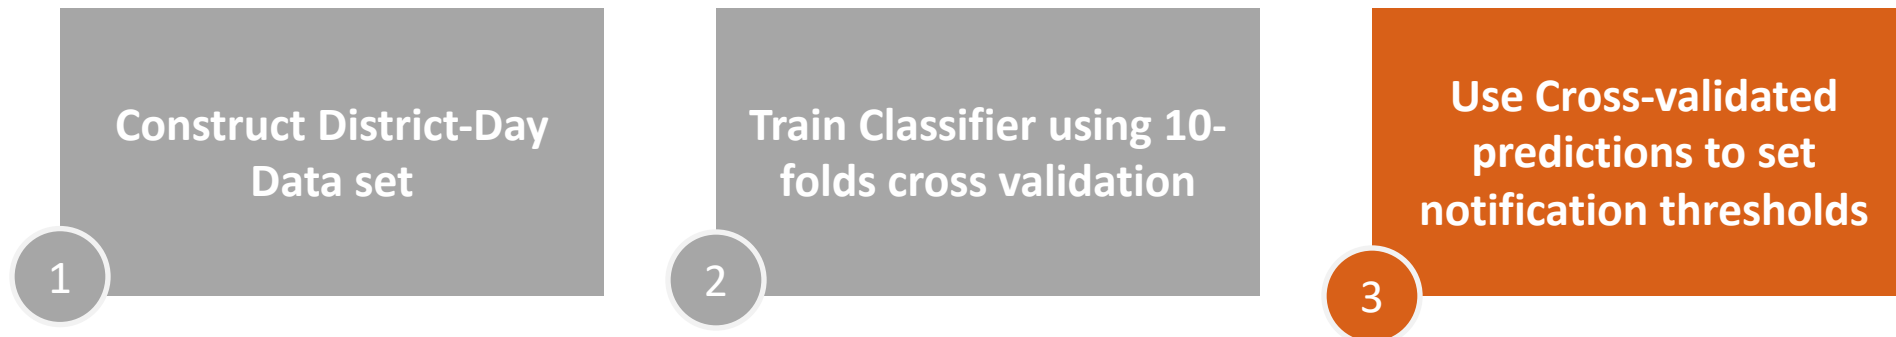 Construct District-Day
Data set
1
Train Classifier using 10-
folds cross validation
2
Use Cross-validated
predictions to set
notification thresholds
3